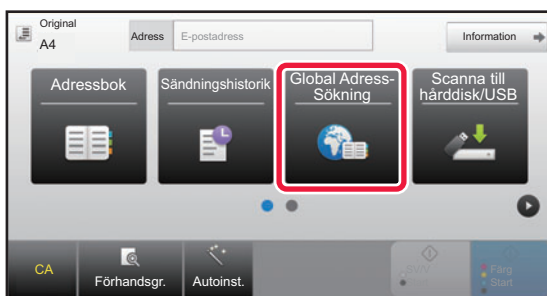 Original
A4
Adress E-postadress
Information
Adressbok
Sändningshistorik
Global Adress-
Sökning
Scanna till
hårddisk/USB
CA
Förhandsgr.
Autoinst.
Färg
Start